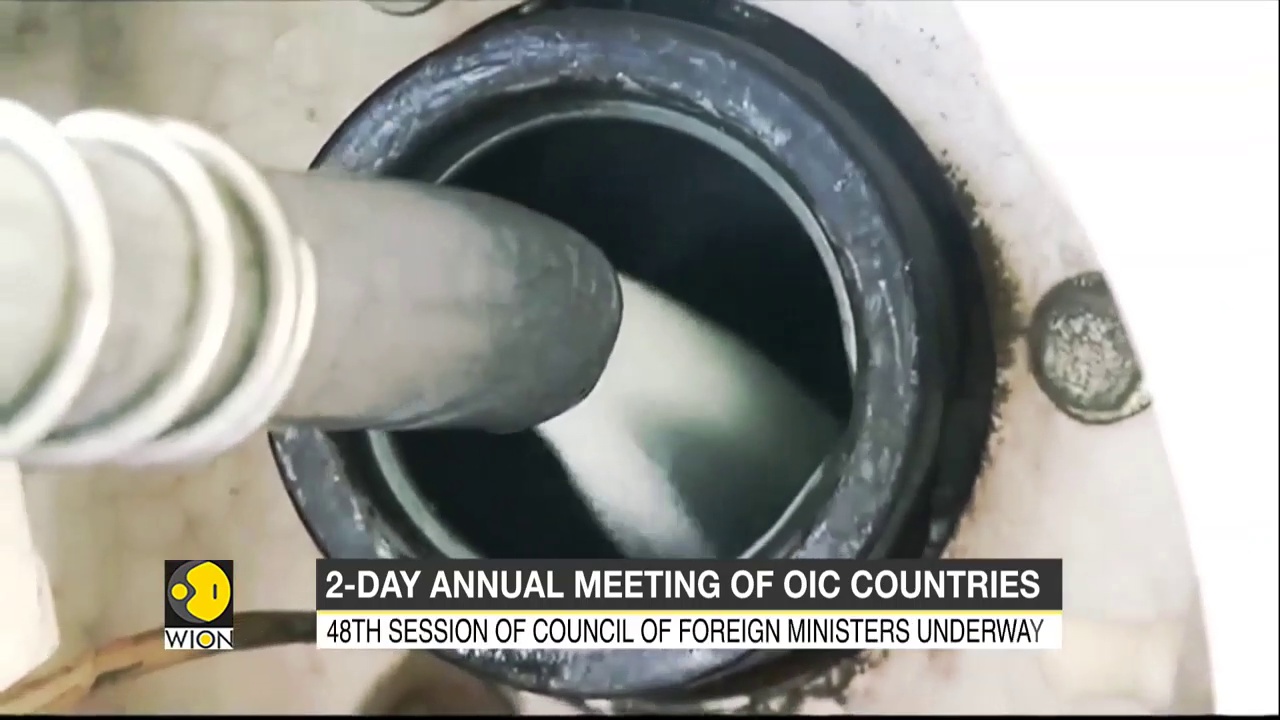 2-DAY ANNUAL MEETING OF OIC COUNTRIES
48TH SESSION OF COUNCIL OF FOREIGN MINISTERS UNDERWAY
WION